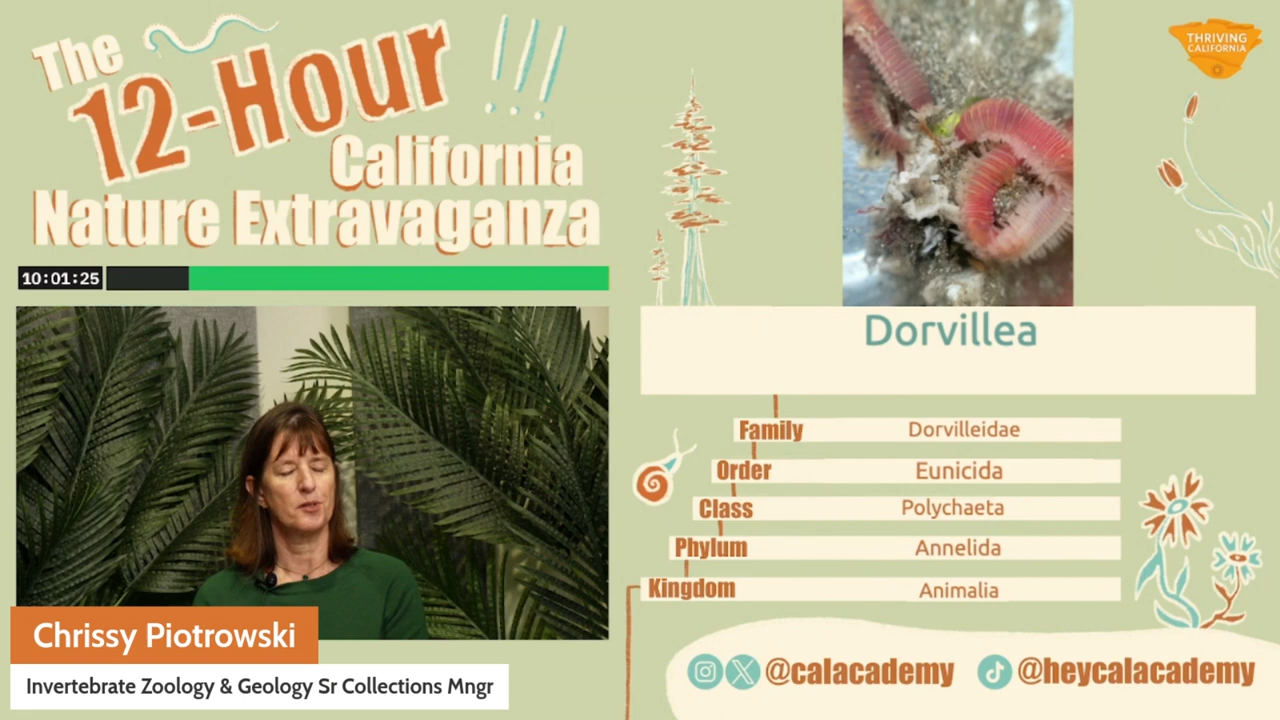 The
12-Hour
!!!
California
Nature Extravaganza
10:01:25
Chrissy Piotrowski
Invertebrate Zoology & Geology Sr Collections Mngr
THRIVING
CALIFORNIA
Dorvillea
Family Dorvilleidae
Order Eunicida
Class Polychaeta
Phylum Annelida
Kingdom Animalia
@calacademy @heycalacademy